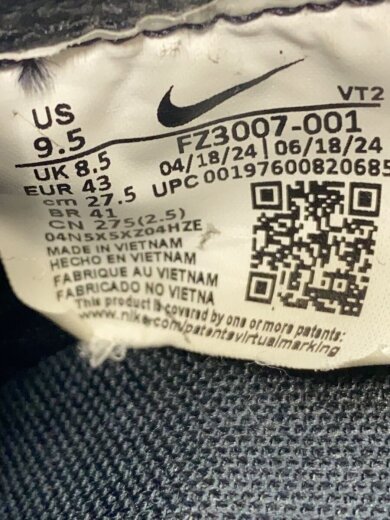 US
9.5
UK 8.5
EUR 43
cm 27.5
BR 41
CN 275(2.5)
04N5X5XZ04HZE
MADE IN VIETNAM
HECHO EN VIETNAM
FABRIQUE AU VIETNAM
FABRICADO NO VIETNA
VT2
FZ3007-001
04/18/24 | 06/18/24
UPC 00197600820685
This product is covered by one or more patents:
www.nike.com/patentsvirtualmarking